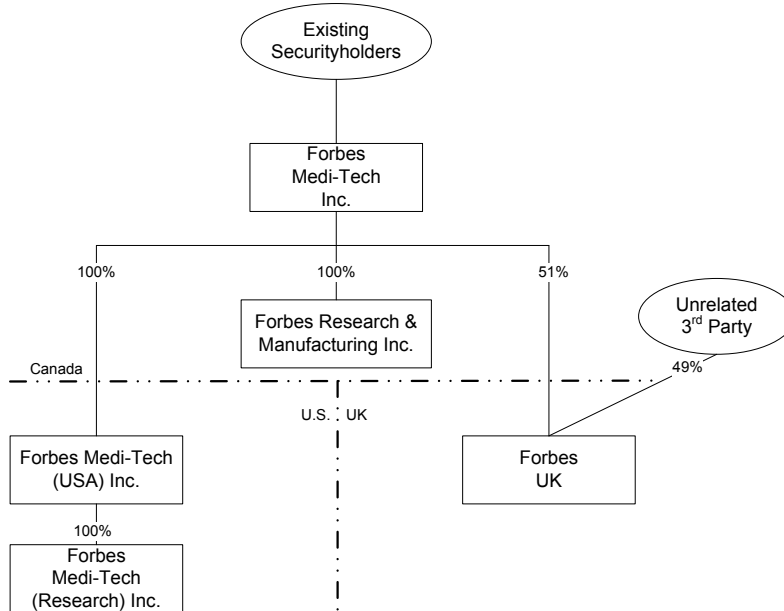 Existing
Securityholders
Forbes
Medi-Tech
Inc.
100%
100%
51%
Unrelated
3rd Party
Forbes Research &
Manufacturing Inc.
49%
Canada
U.S.
UK
Forbes Medi-Tech
(USA) Inc.
Forbes
UK
100%
Forbes
Medi-Tech
(Research) Inc.